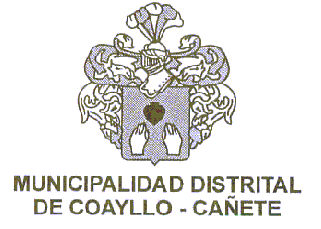 MUNICIPALIDAD DISTRITAL
DE COAYLLO - CAÑETE